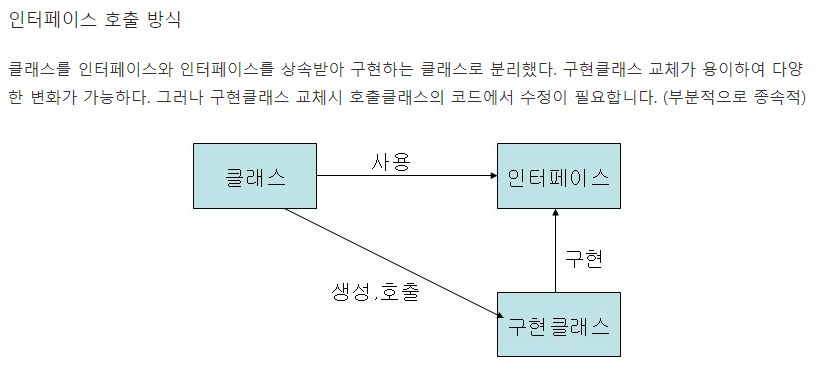 인터페이스 호출 방식
클래스를 인터페이스와 인터페이스를 상속받아 구현하는 클래스로 분리했다. 구현클래스 교체가 용이하여 다양
한 변화가 가능하다. 그러나 구현클래스 교체시 호출클래스의 코드에서 수정이 필요합니다. (부분적으로 종속적)
사용
클래스
인터페이스
구현
생성,호출
구현 클래스